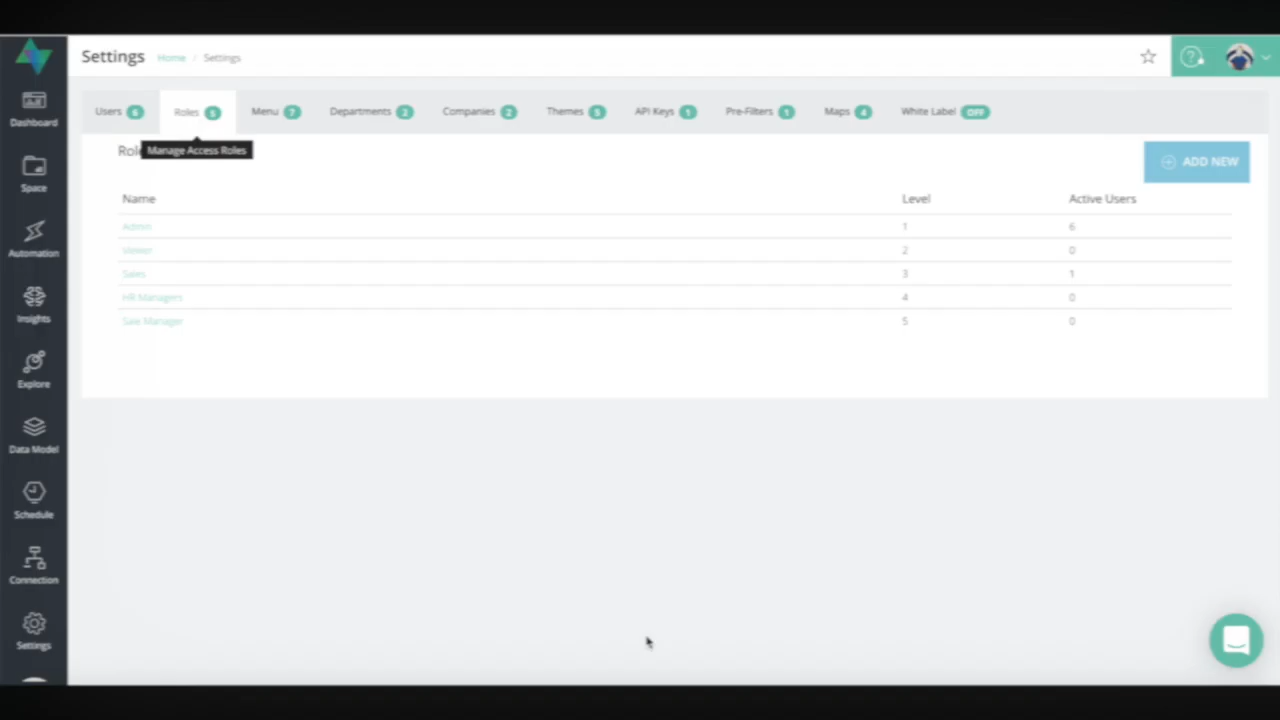 Settings Home / Settings
Users 6 Roles 5 Menu 7 Departments 2 Companies 2 Themes 5 API Keys 1 Pre-Filters 1 Maps 4 White Label OFF
Manage Access Roles
ADD NEW
Name Level Active Users
Admin 1 6
Viewer 2 0
Sales 3 1
HR Managers 4 0
Sale Manager 5 0
Dashboard
Space
Automation
Insights
Explore
Data Model
Schedule
Connection
Settings